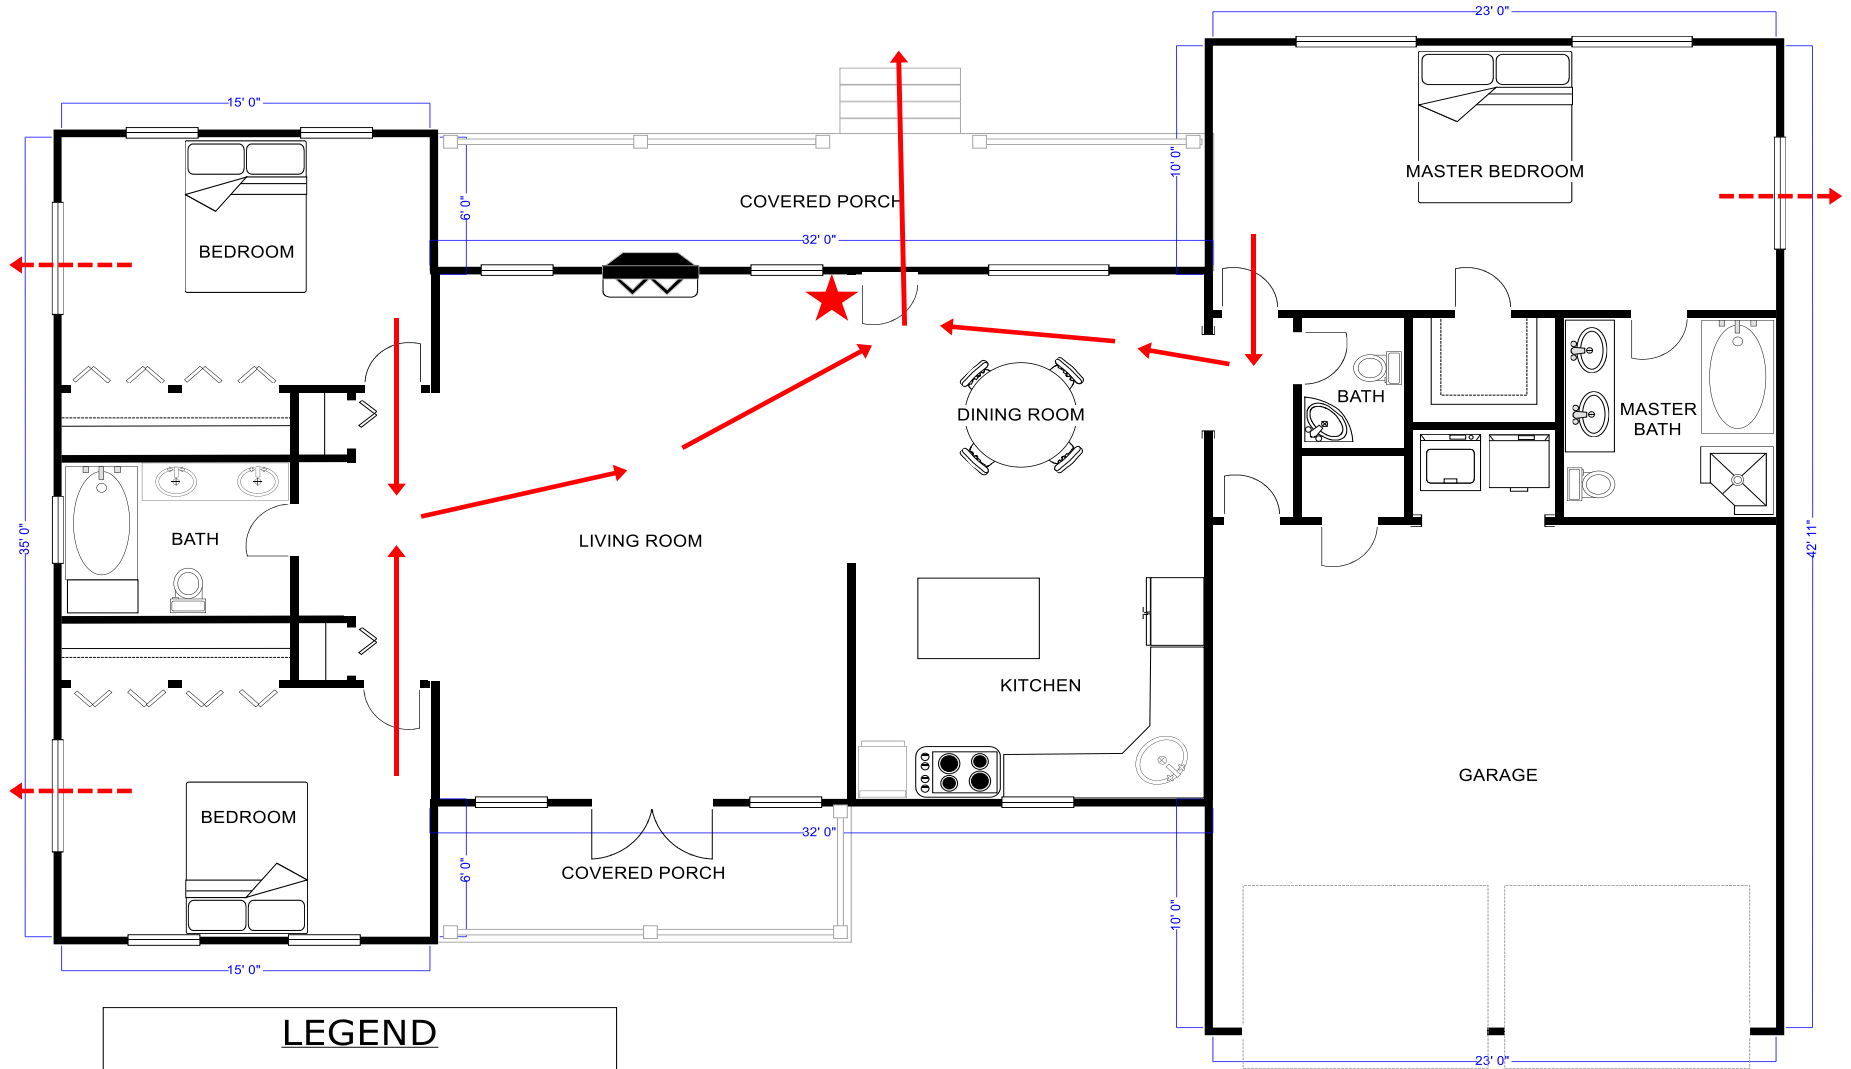 23' 0"
15' 0"
10' 0"
MASTER BEDROOM
6' 0"
COVERED PORCH
32' 0"
BEDROOM
BATH
DINING ROOM
MASTER
BATH
35' 0"
BATH
LIVING ROOM
42' 11"
KITCHEN
GARAGE
BEDROOM
32' 0"
6' 0"
COVERED PORCH
10' 0"
15' 0"
LEGEND
23' 0"